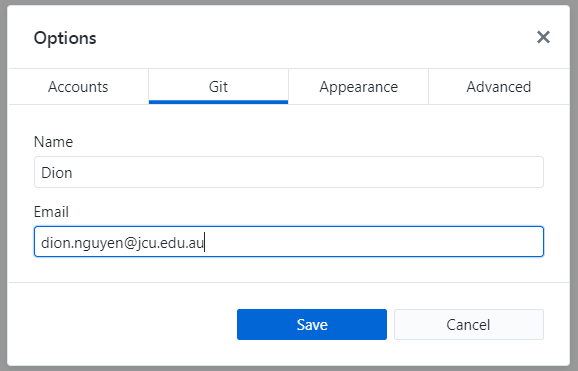 Options
Accounts Git Appearance Advanced
Name
Dion
Email
dion.nguyen@jcu.edu.au
Save Cancel